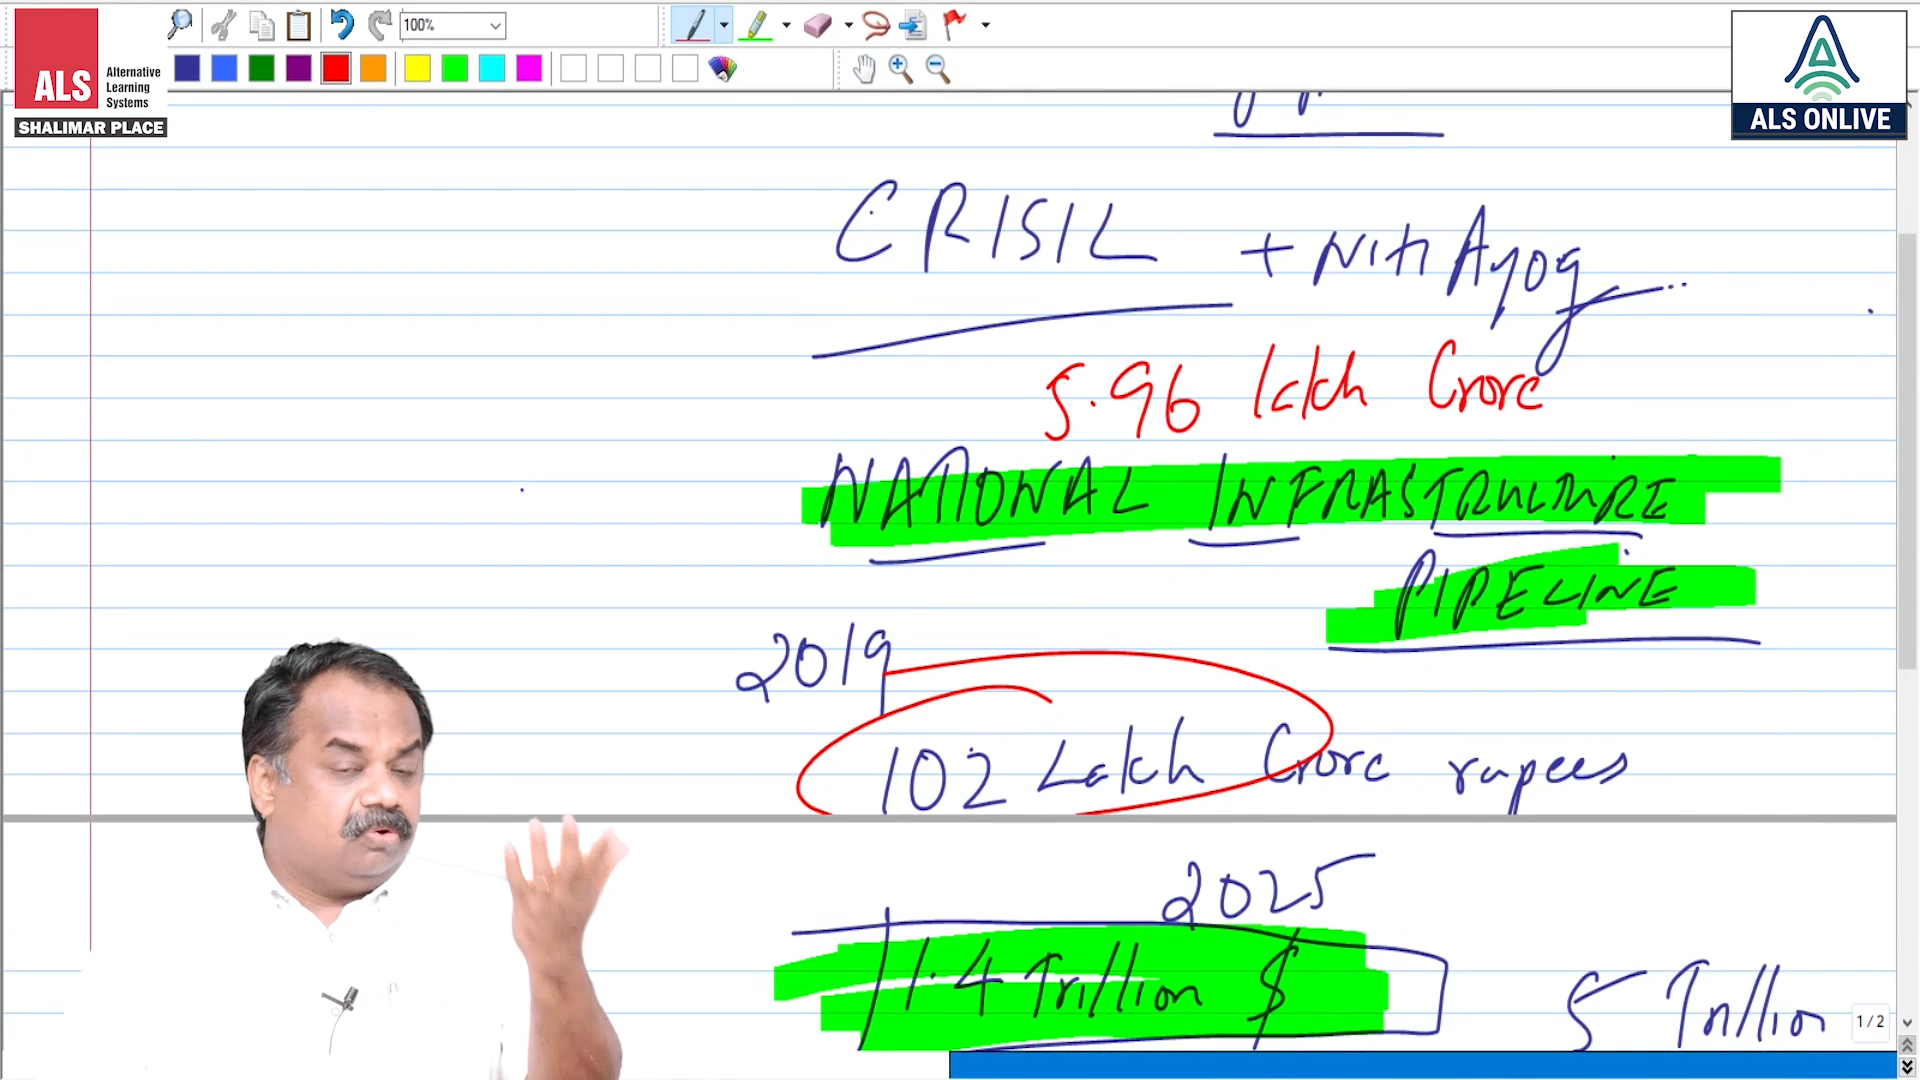 100%
ALS
Alternative
Learning
Systems
SHALIMAR PLACE
ALS ONLIVE
CRISIL + Niti Ayog
5.96 lakh Crore
NATIONAL INFRASTRUCTURE
PIPELINE
2019
102 Lakh Crore rupees
2025
1.4 Trillion $
5 Trillion
1/2